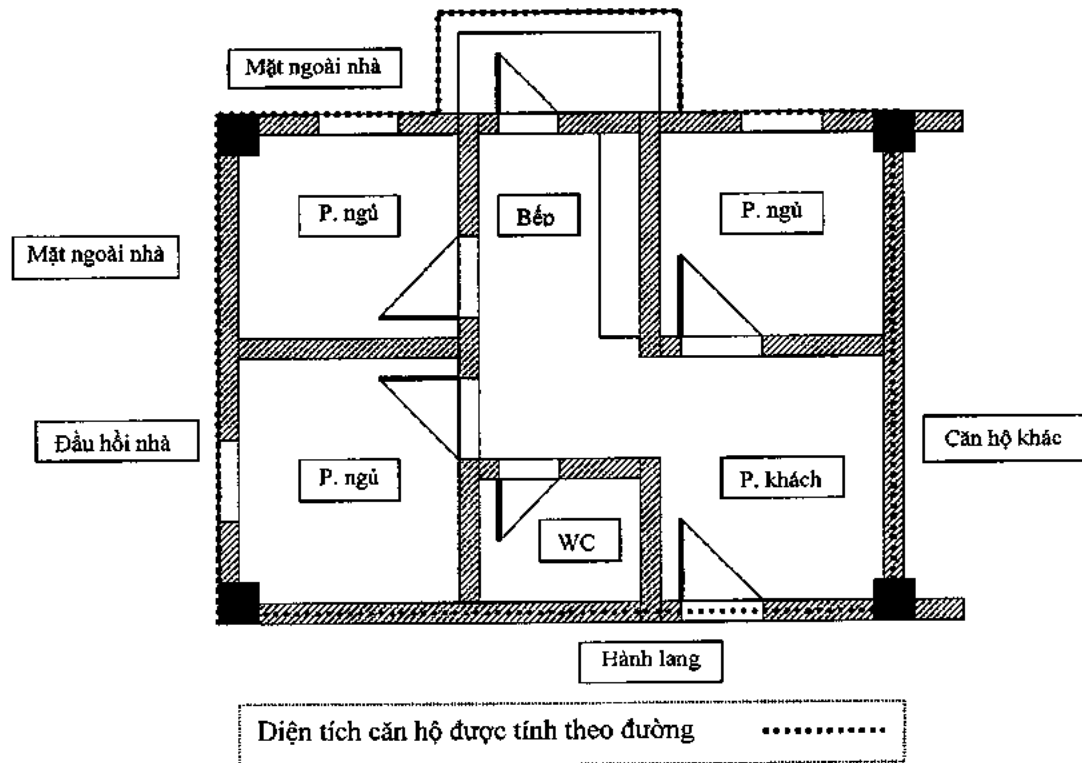 Mặt ngoài nhà
P. ngủ
Bếp
P. ngủ
Mặt ngoài nhà
Đầu hồi nhà
Căn hộ khác
P. ngủ
P. khách
WC
Hành lang
Diện tích căn hộ được tính theo đường